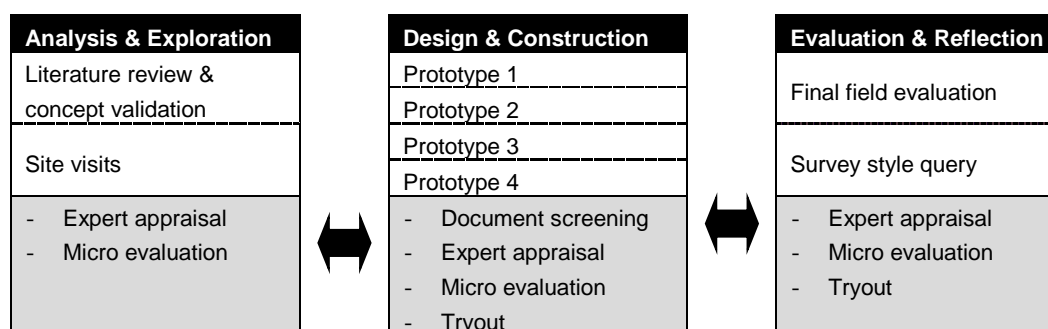 Analysis & Exploration
Literature review &
concept validation
Site visits
- Expert appraisal
- Micro evaluation
Design & Construction
Prototype 1
Prototype 2
Prototype 3
Prototype 4
- Document screening
- Expert appraisal
- Micro evaluation
- Tryout
Evaluation & Reflection
Final field evaluation
Survey style query
- Expert appraisal
- Micro evaluation
- Tryout